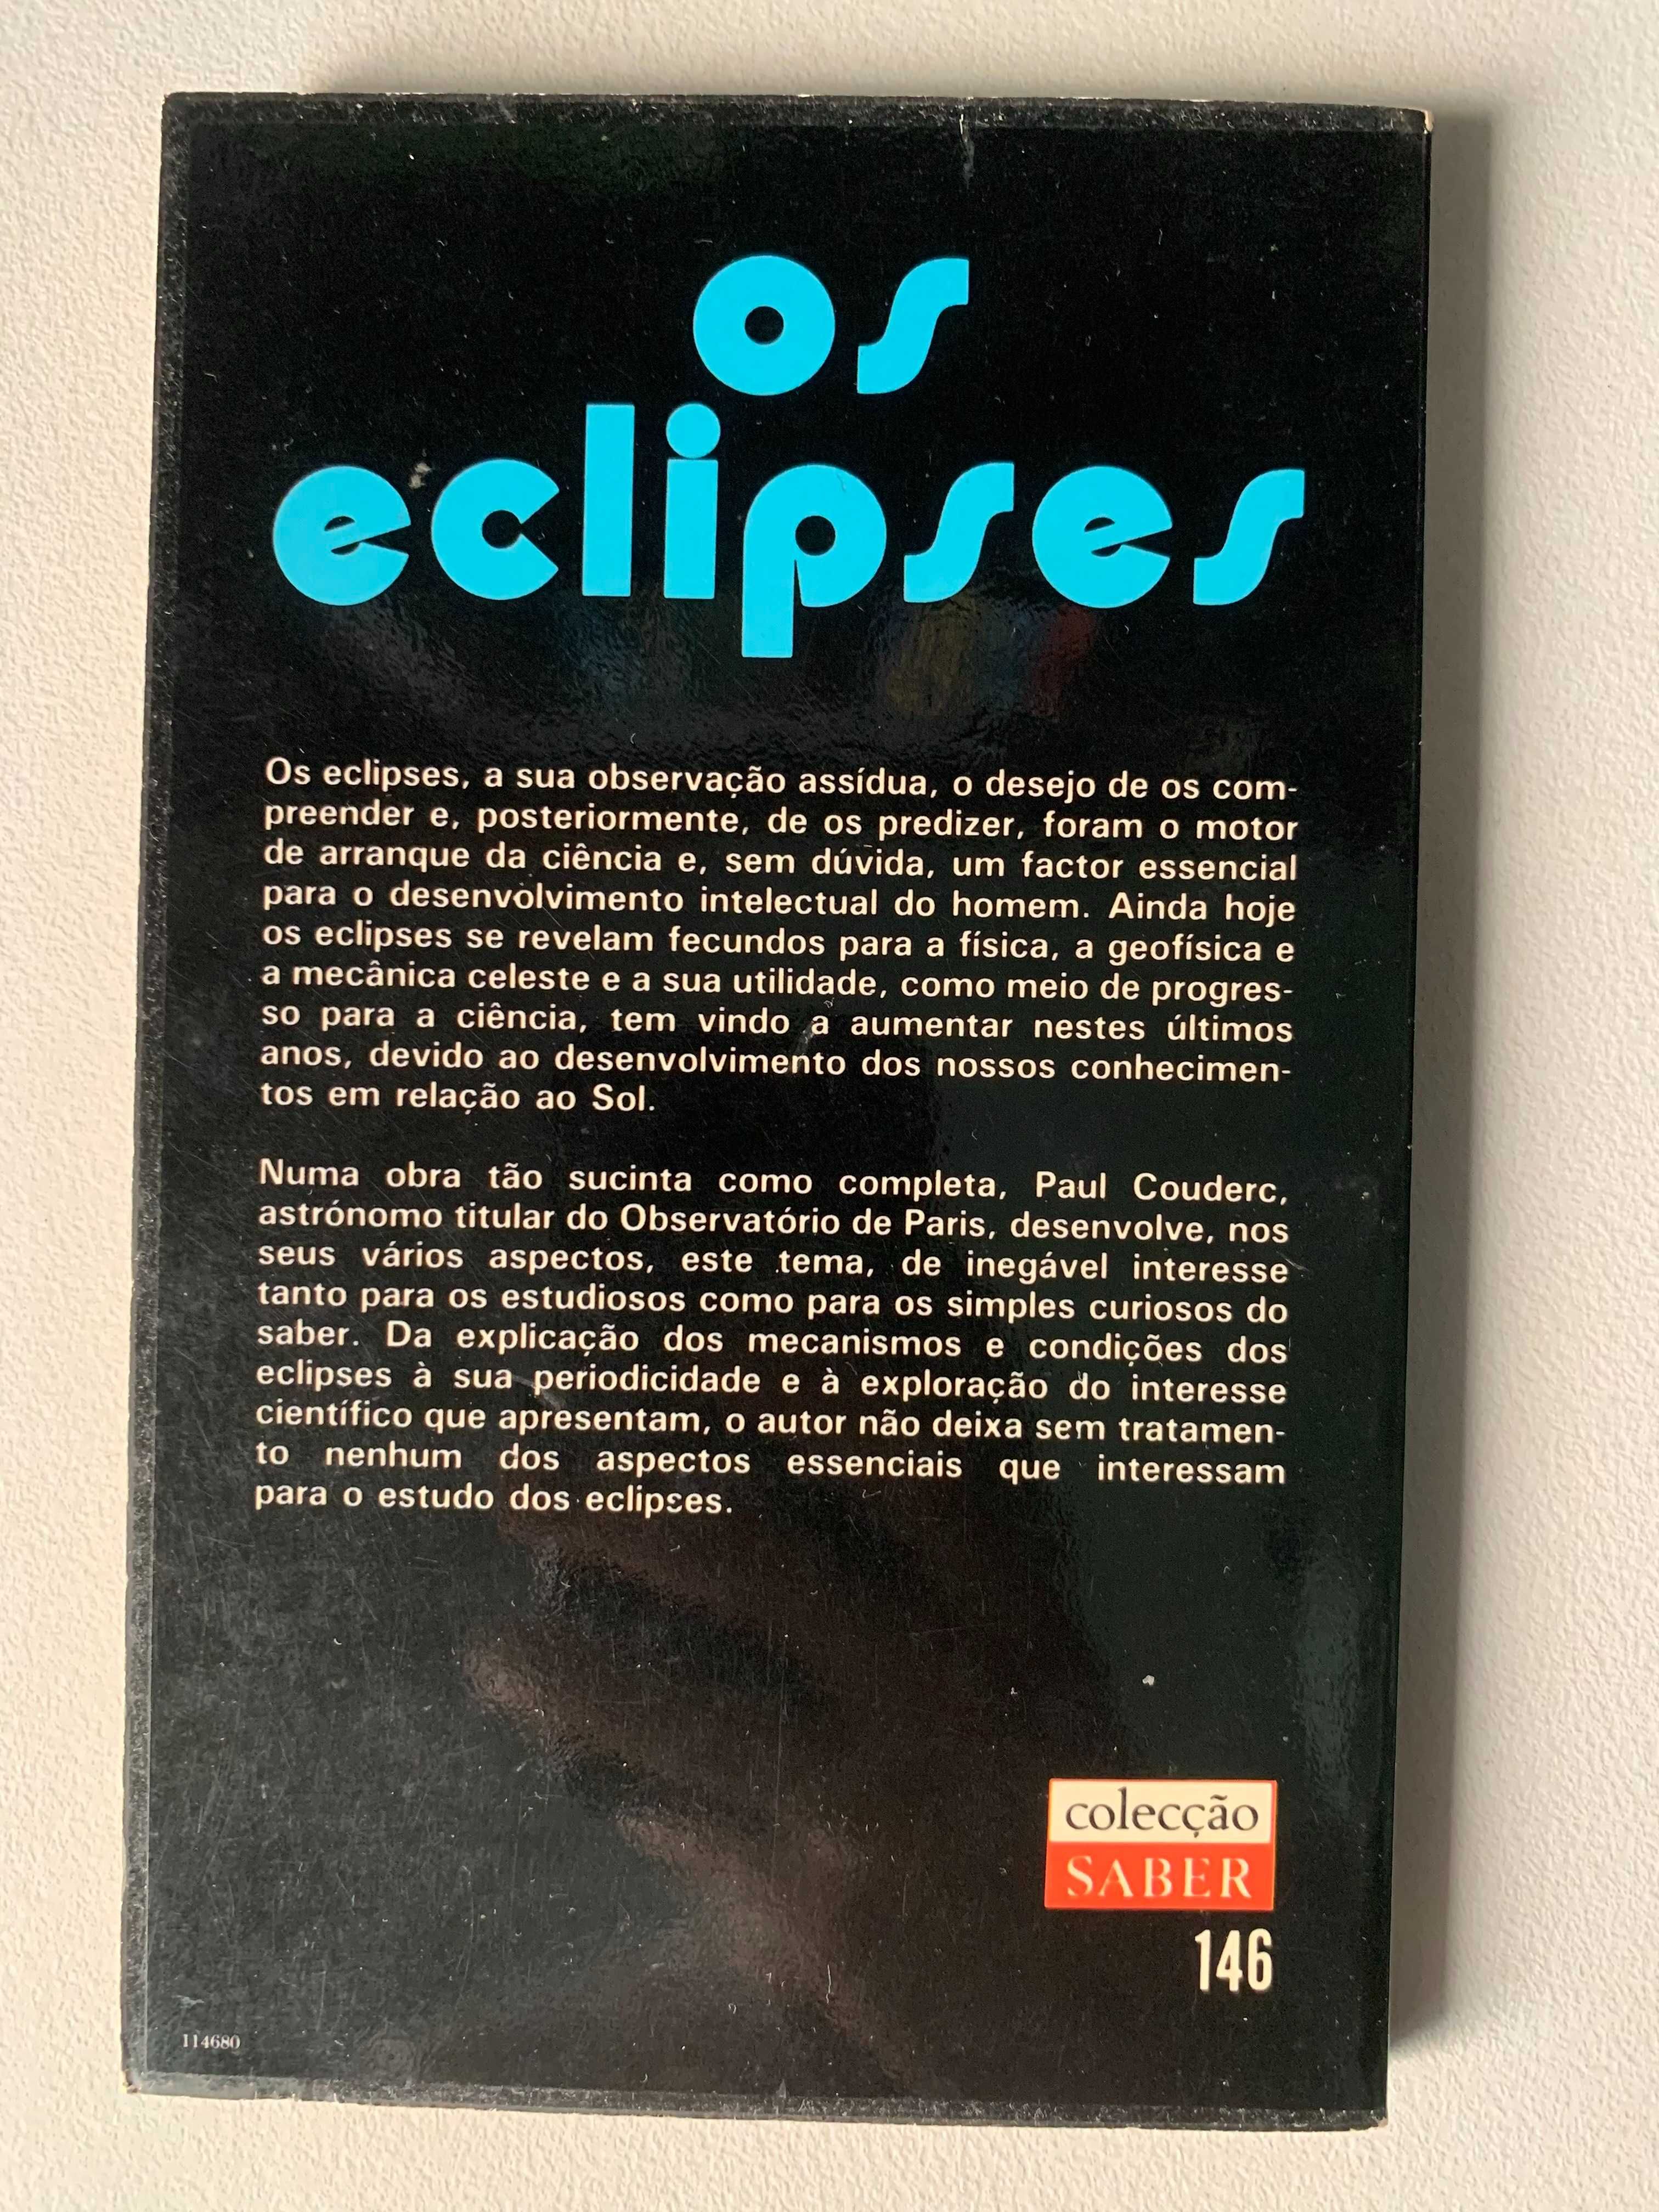 os
eclipses
Os eclipses, a sua observação assídua, o desejo de os com-
preender e, posteriormente, de os predizer, foram o motor
de arranque da ciência e, sem dúvida, um factor essencial
para o desenvolvimento intelectual do homem. Ainda hoje
os eclipses se revelam fecundos para a física, a geofísica e
a mecânica celeste e a sua utilidade, como meio de progres-
so para a ciência, tem vindo a aumentar nestes últimos
anos, devido ao desenvolvimento dos nossos conhecimen-
tos em relação ao Sol.
Numa obra tão sucinta como completa, Paul Couderc,
astrónomo titular do Observatório de Paris, desenvolve, nos
seus vários aspectos, este tema, de inegável interesse
tanto para os estudiosos como para os simples curiosos do
saber. Da explicação dos mecanismos e condições dos
eclipses à sua periodicidade e à exploração do interesse
científico que apresentam, o autor não deixa sem tratamen-
to nenhum dos aspectos essenciais que interessam
para o estudo dos eclipses.
colecção
SABER
146
114680